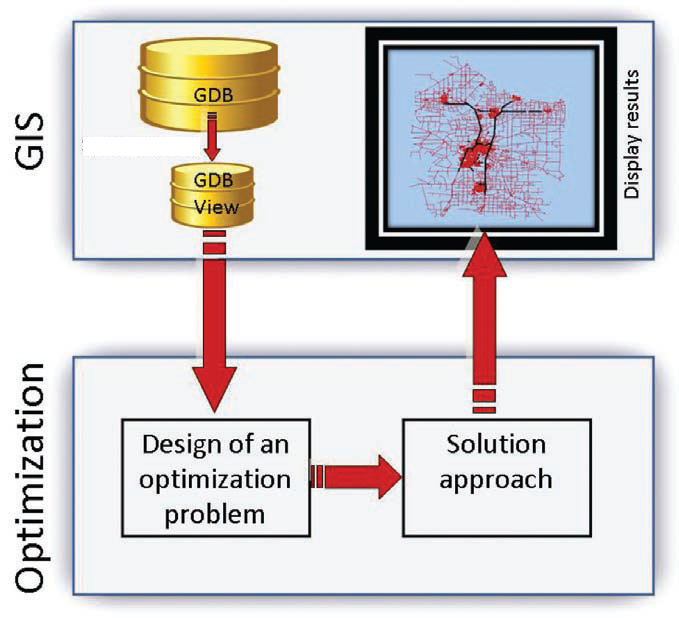 GIS
GDB
GDB
View
Display results
Optimization
Design of an
optimization
problem
Solution
approach